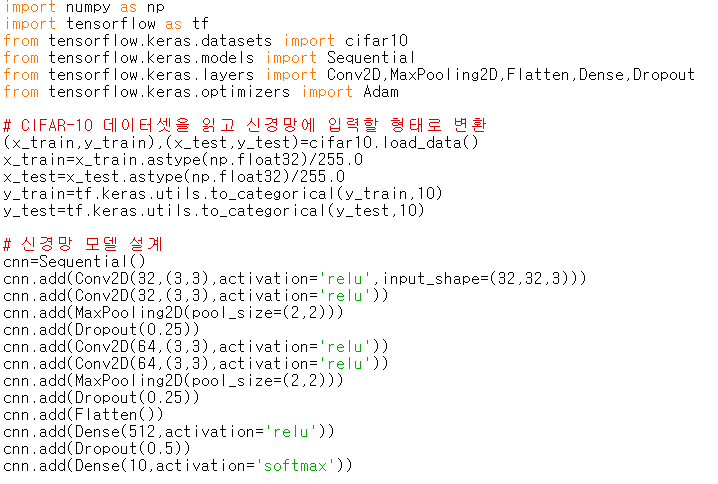 import numpy as np
import tensorflow as tf
from tensorflow.keras.datasets import cifar10
from tensorflow.keras.models import Sequential
from tensorflow.keras.layers import Conv2D,MaxPooling2D,Flatten,Dense,Dropout
from tensorflow.keras.optimizers import Adam
# CIFAR-10 데이터셋을 읽고 신경망에 입력할 형태로 변환
(x_train,y_train),(x_test,y_test)=cifar10.load_data()
x_train=x_train.astype(np.float32)/255.0
x_test=x_test.astype(np.float32)/255.0
y_train=tf.keras.utils.to_categorical(y_train,10)
y_test=tf.keras.utils.to_categorical(y_test,10)
# 신경망 모델 설계
cnn=Sequential()
cnn.add(Conv2D(32,(3,3),activation='relu',input_shape=(32,32,3)))
cnn.add(Conv2D(32,(3,3),activation='relu'))
cnn.add(MaxPooling2D(pool_size=(2,2)))
cnn.add(Dropout(0.25))
cnn.add(Conv2D(64,(3,3),activation='relu'))
cnn.add(Conv2D(64,(3,3),activation='relu'))
cnn.add(MaxPooling2D(pool_size=(2,2)))
cnn.add(Dropout(0.25))
cnn.add(Flatten())
cnn.add(Dense(512,activation='relu'))
cnn.add(Dropout(0.5))
cnn.add(Dense(10,activation='softmax'))